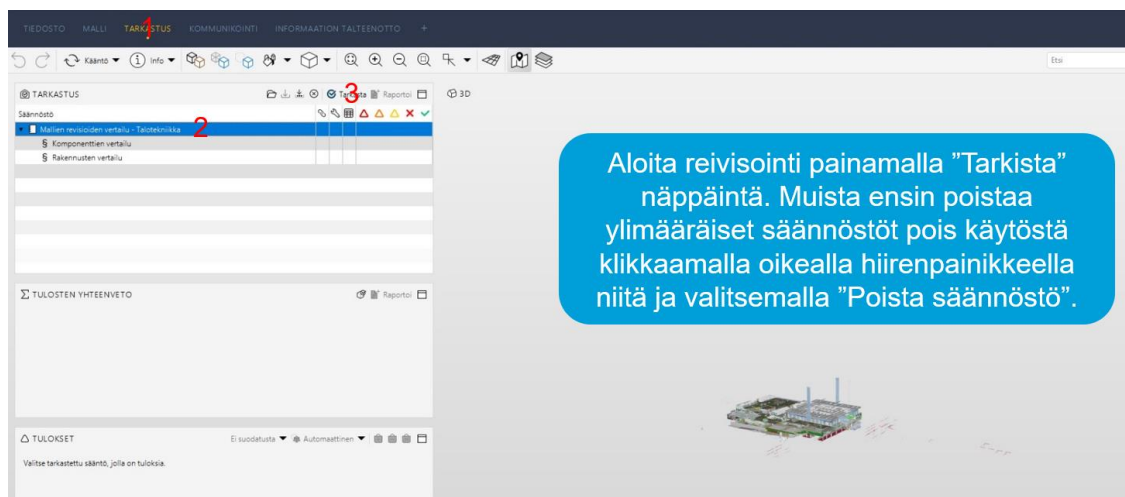 TIEDOSTO MALLI TARKASTUS KOMMUNIKOINTI INFORMAATION TALTEENOTTO +
1
Kääntö Info Etsi
TARKASTUS Tarkista Raportoi
3
3D
Säännöstö
Mallien revisioiden vertailu - Talotekniikka
2
§ Komponenttien vertailu
§ Rakennusten vertailu
Aloita reivisointi painamalla ”Tarkista”
näppäintä. Muista ensin poistaa
ylimääräiset säännöstöt pois käytöstä
klikkaamalla oikealla hiirenpainikkeella
niitä ja valitsemalla ”Poista säännöstö”.
TULOSTEN YHTEENVETO Raportoi
TULOKSET Ei suodatusta Automaattinen
Valitse tarkastettu sääntö, jolla on tuloksia.